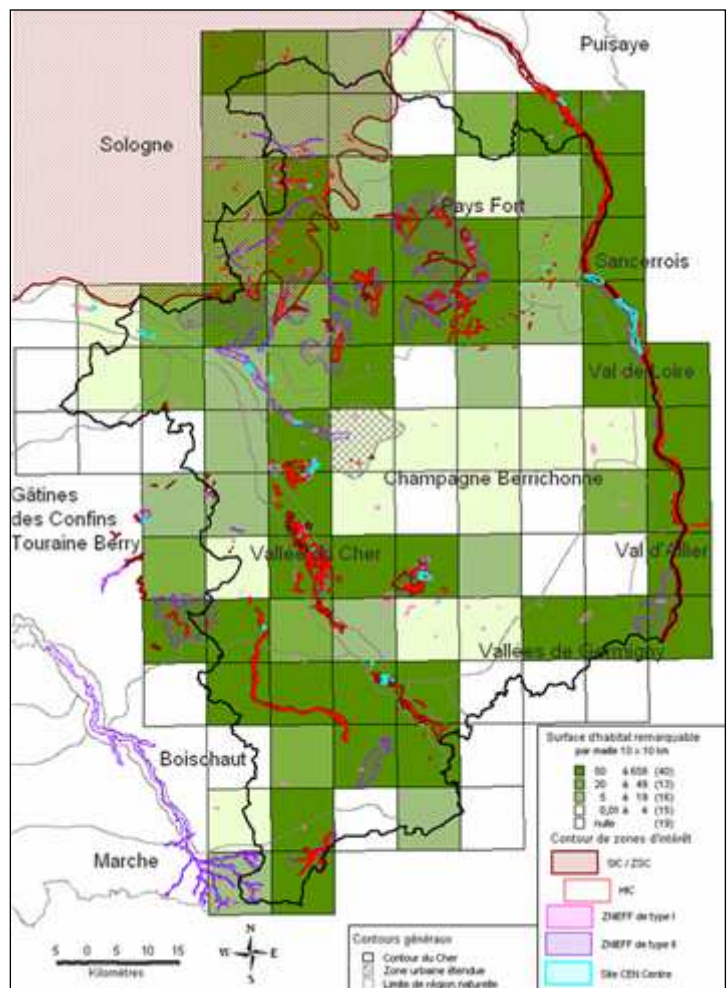 Puisaye
Sologne
Pays Fort
Sancerrois
Val de Loire
Champagne Berrichonne
Gâtines
des Confins
Touraine Berry
Vallée du Cher
Val d'Allier
Vallées de Germigny
Boischaut
Marche
5 0 5 10 15
Kilomètres
N
W E
S
Contours généraux
Contour du Cher
Zone urbaine étendue
Limite de région naturelle
Surface d'habitat remarquable
par maille 10 x 10 km
50 à 658 (40)
20 à 49 (13)
5 à 19 (16)
0,01 à 4 (15)
nulle (19)
Contour de zones d'intérêt
SIC / ZSC
HIC
ZNIEFF de type I
ZNIEFF de type II
Site CEN Centre